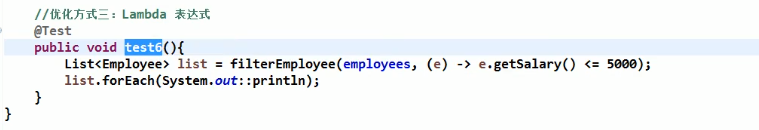 //优化方式三：Lambda 表达式
@Test
public void test6(){
List<Employee> list = filterEmployee(employees, (e) -> e.getSalary() <= 5000);
list.forEach(System.out::println);
}
}